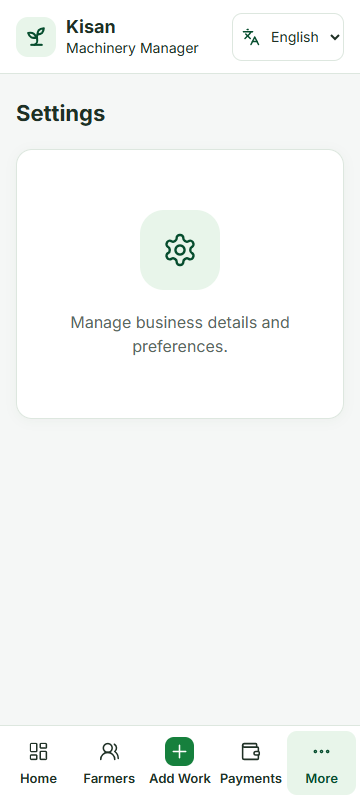 Kisan
Machinery Manager
English
Settings
Manage business details and
preferences.
Home
Farmers
Add Work
Payments
More